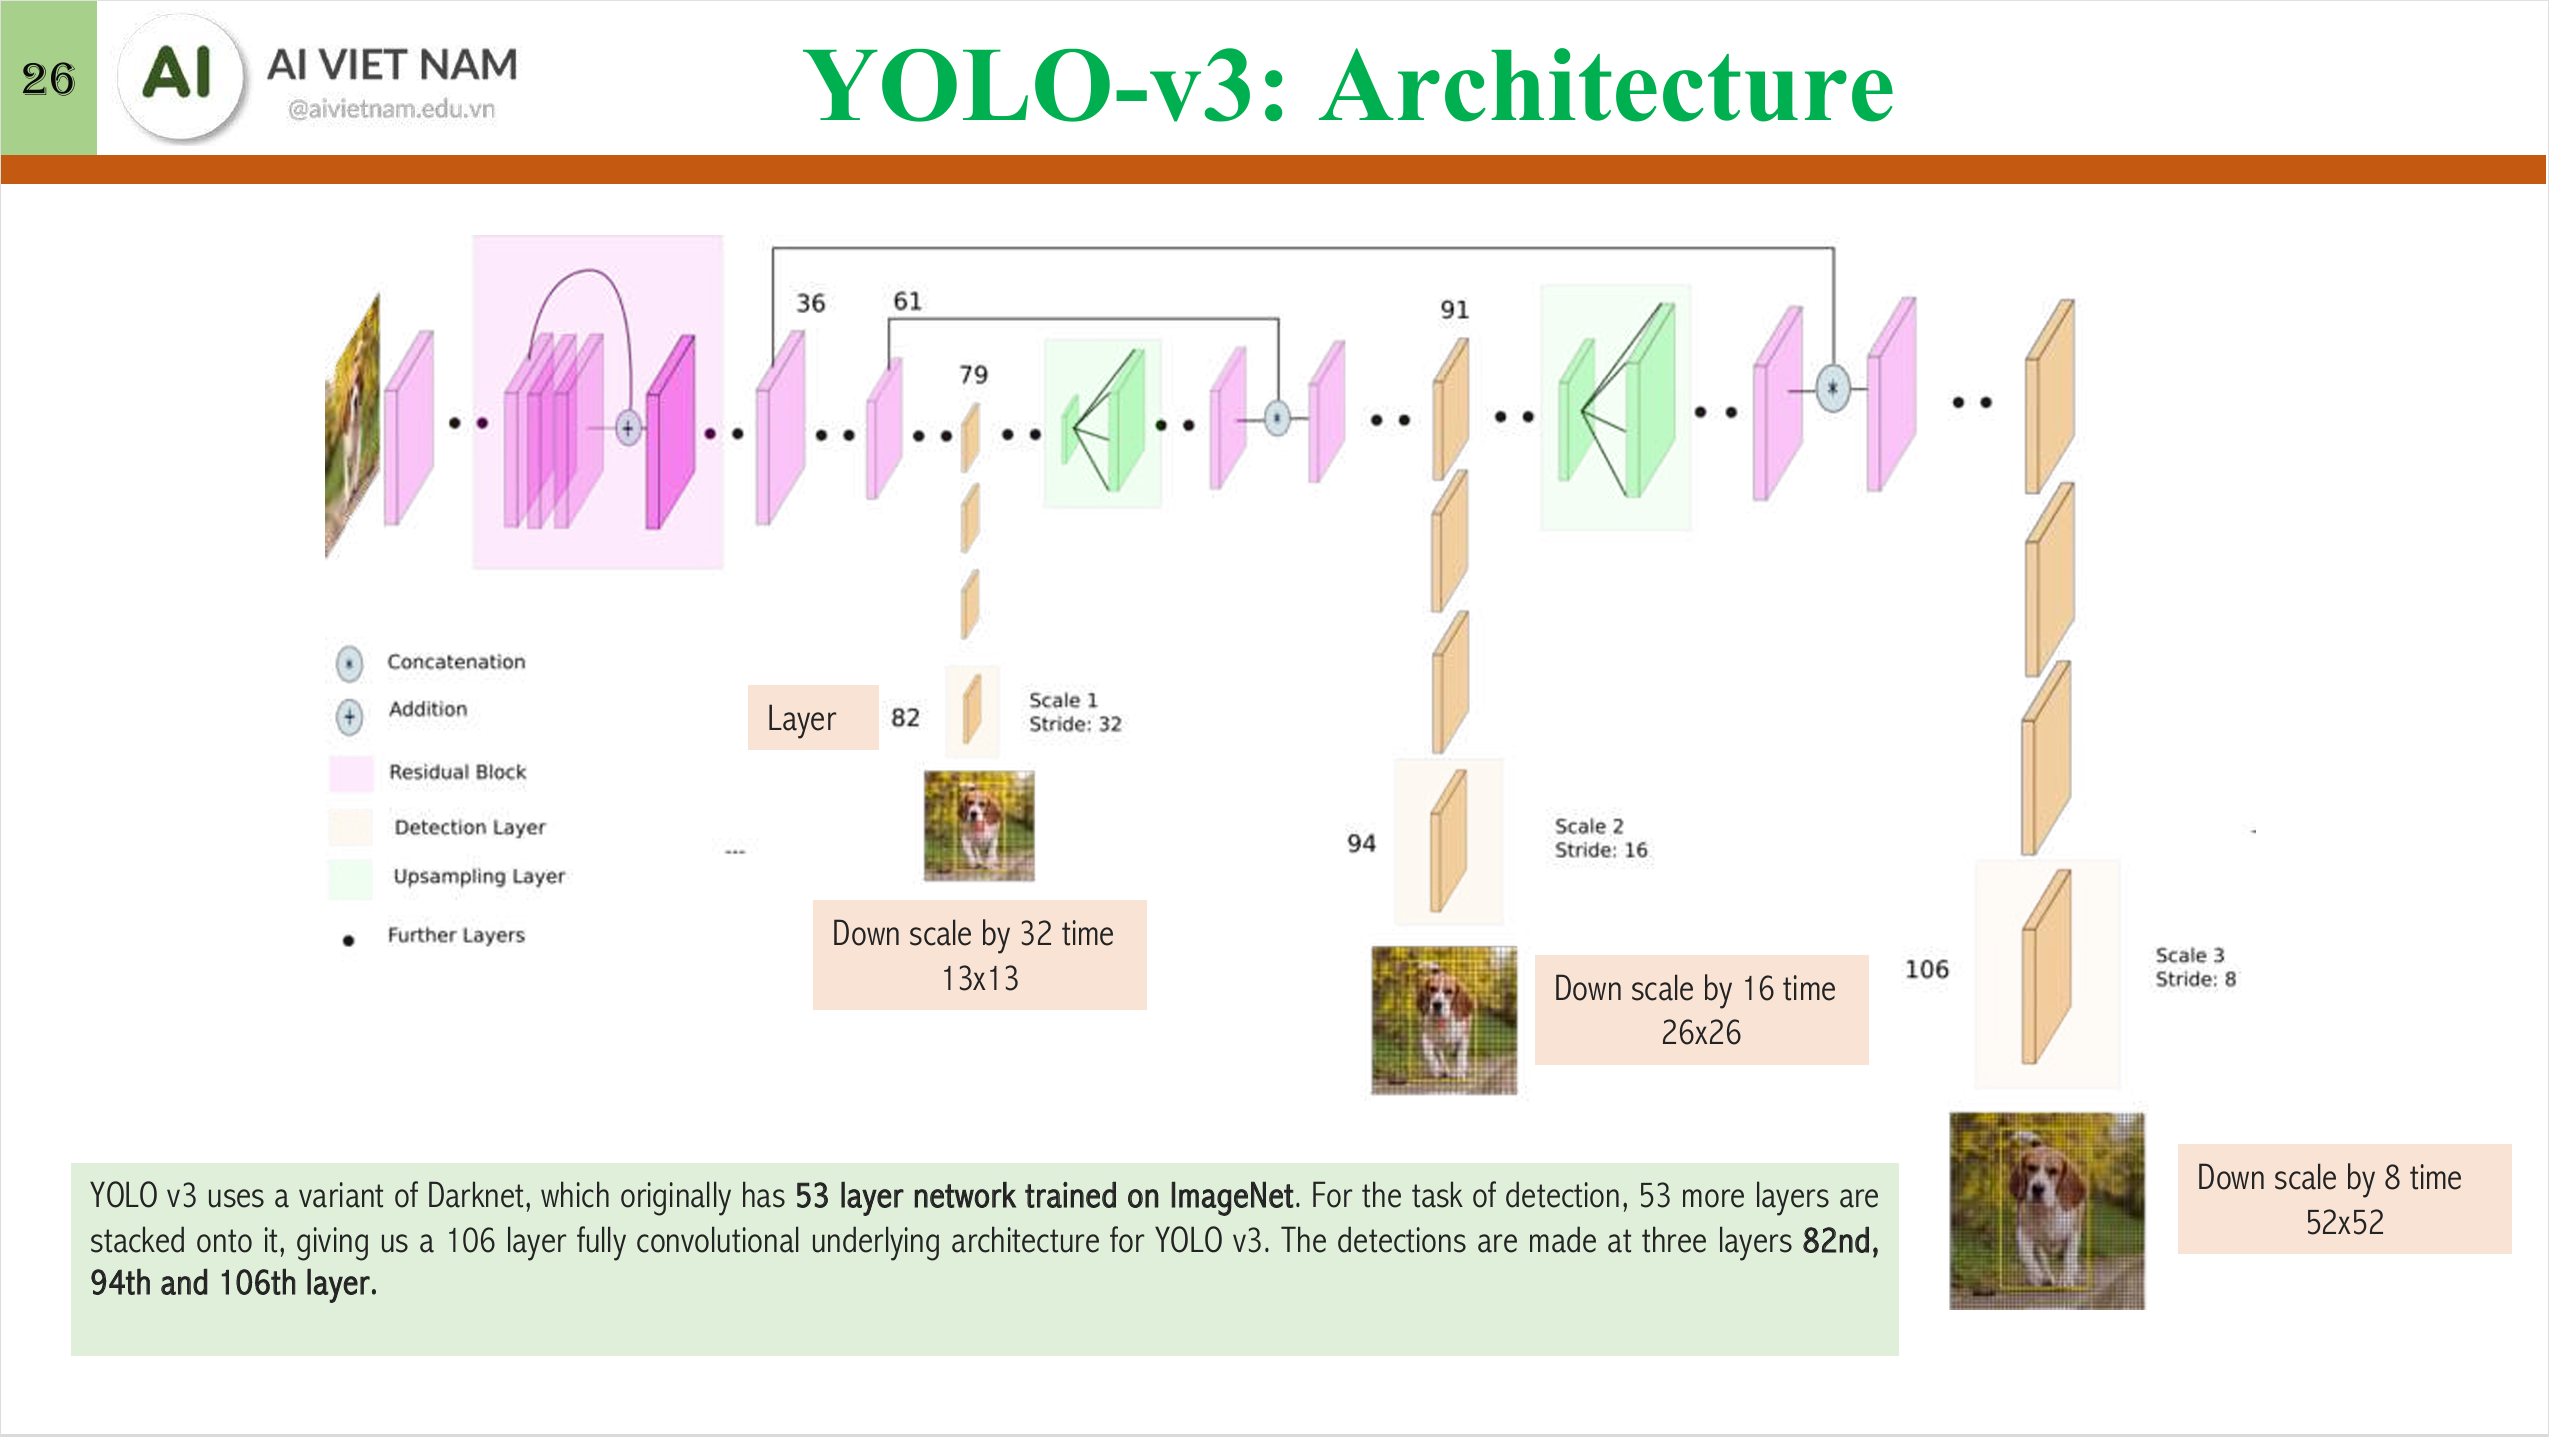 26
AI
AI VIET NAM
@aivietnam.edu.vn
YOLO-v3: Architecture
36
61
79
91
+
*
*
* Concatenation
+ Addition
Residual Block
Detection Layer
Upsampling Layer
Further Layers
Layer
82
Scale 1
Stride: 32
---
Down scale by 32 time
13x13
94
Scale 2
Stride: 16
Down scale by 16 time
26x26
106
Scale 3
Stride: 8
-
Down scale by 8 time
52x52
YOLO v3 uses a variant of Darknet, which originally has 53 layer network trained on ImageNet. For the task of detection, 53 more layers are
stacked onto it, giving us a 106 layer fully convolutional underlying architecture for YOLO v3. The detections are made at three layers 82nd,
94th and 106th layer.